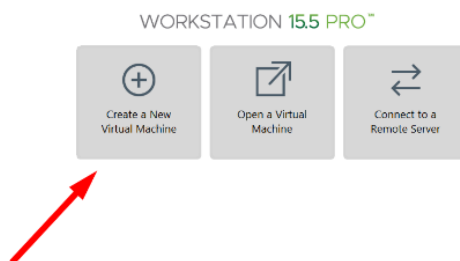 WORKSTATION 15.5 PRO™
Create a New
Virtual Machine
Open a Virtual
Machine
Connect to a
Remote Server